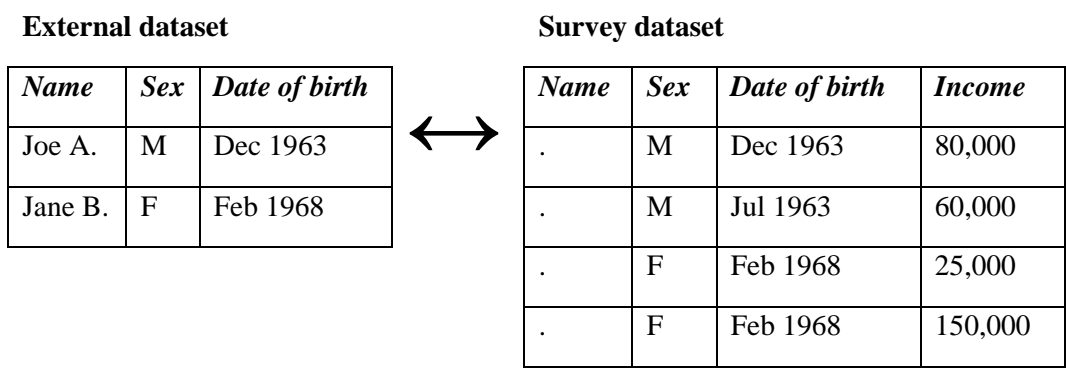 External dataset
Name Sex Date of birth
Joe A. M Dec 1963
Jane B. F Feb 1968
Survey dataset
Name Sex Date of birth Income
. M Dec 1963 80,000
. M Jul 1963 60,000
. F Feb 1968 25,000
. F Feb 1968 150,000